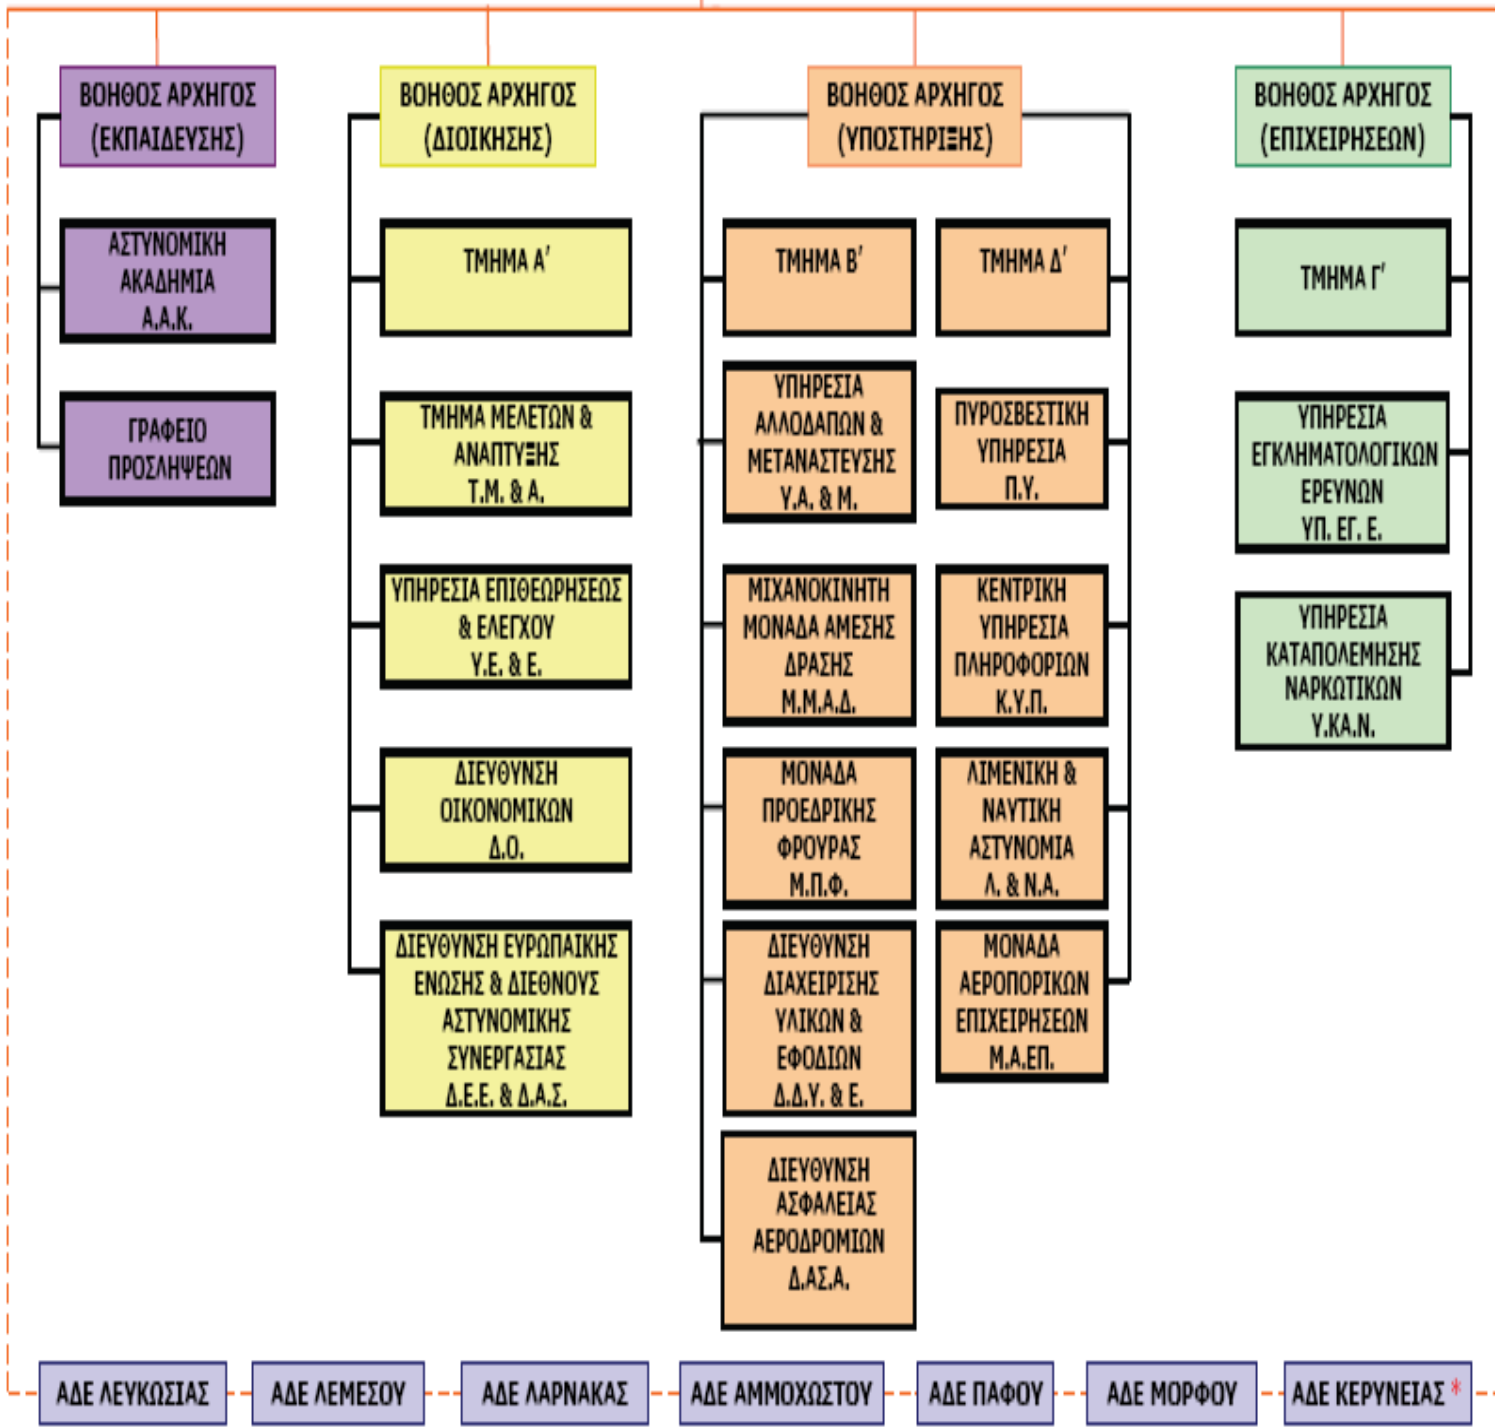 ΒΟΗΘΟΣ ΑΡΧΗΓΟΣ
(ΕΚΠΑΙΔΕΥΣΗΣ)
ΑΣΤΥΝΟΜΙΚΗ
ΑΚΑΔΗΜΙΑ
Α.Α.Κ.
ΓΡΑΦΕΙΟ
ΠΡΟΣΛΗΨΕΩΝ
ΒΟΗΘΟΣ ΑΡΧΗΓΟΣ
(ΔΙΟΙΚΗΣΗΣ)
ΤΜΗΜΑ Α΄
ΤΜΗΜΑ ΜΕΛΕΤΩΝ &
ΑΝΑΠΤΥΞΗΣ
Τ.Μ. & Α.
ΥΠΗΡΕΣΙΑ ΕΠΙΘΕΩΡΗΣΕΩΣ
& ΕΛΕΓΧΟΥ
Υ.Ε. & Ε.
ΔΙΕΥΘΥΝΣΗ
ΟΙΚΟΝΟΜΙΚΩΝ
Δ.Ο.
ΔΙΕΥΘΥΝΣΗ ΕΥΡΩΠΑΙΚΗΣ
ΕΝΩΣΗΣ & ΔΙΕΘΝΟΥΣ
ΑΣΤΥΝΟΜΙΚΗΣ
ΣΥΝΕΡΓΑΣΙΑΣ
Δ.Ε.Ε. & Δ.Α.Σ.
ΒΟΗΘΟΣ ΑΡΧΗΓΟΣ
(ΥΠΟΣΤΗΡΙΞΗΣ)
ΤΜΗΜΑ Β΄
ΥΠΗΡΕΣΙΑ
ΑΛΛΟΔΑΠΩΝ &
ΜΕΤΑΝΑΣΤΕΥΣΗΣ
Υ.Α. & Μ.
ΜΙΧΑΝΟΚΙΝΗΤΗ
ΜΟΝΑΔΑ ΑΜΕΣΗΣ
ΔΡΑΣΗΣ
Μ.Μ.Α.Δ.
ΜΟΝΑΔΑ
ΠΡΟΕΔΡΙΚΗΣ
ΦΡΟΥΡΑΣ
Μ.Π.Φ.
ΔΙΕΥΘΥΝΣΗ
ΔΙΑΧΕΙΡΙΣΗΣ
ΥΛΙΚΩΝ &
ΕΦΟΔΙΩΝ
Δ.Δ.Υ. & Ε.
ΔΙΕΥΘΥΝΣΗ
ΑΣΦΑΛΕΙΑΣ
ΑΕΡΟΔΡΟΜΙΩΝ
Δ.ΑΣ.Α.
ΤΜΗΜΑ Δ΄
ΠΥΡΟΣΒΕΣΤΙΚΗ
ΥΠΗΡΕΣΙΑ
Π.Υ.
ΚΕΝΤΡΙΚΗ
ΥΠΗΡΕΣΙΑ
ΠΛΗΡΟΦΟΡΙΩΝ
Κ.Υ.Π.
ΛΙΜΕΝΙΚΗ &
ΝΑΥΤΙΚΗ
ΑΣΤΥΝΟΜΙΑ
Λ. & Ν.Α.
ΜΟΝΑΔΑ
ΑΕΡΟΠΟΡΙΚΩΝ
ΕΠΙΧΕΙΡΗΣΕΩΝ
Μ.Α.ΕΠ.
ΒΟΗΘΟΣ ΑΡΧΗΓΟΣ
(ΕΠΙΧΕΙΡΗΣΕΩΝ)
ΤΜΗΜΑ Γ΄
ΥΠΗΡΕΣΙΑ
ΕΓΚΛΗΜΑΤΟΛΟΓΙΚΩΝ
ΕΡΕΥΝΩΝ
ΥΠ. ΕΓ. Ε.
ΥΠΗΡΕΣΙΑ
ΚΑΤΑΠΟΛΕΜΗΣΗΣ
ΝΑΡΚΩΤΙΚΩΝ
Υ.ΚΑ.Ν.
ΑΔΕ ΛΕΥΚΩΣΙΑΣ
ΑΔΕ ΛΕΜΕΣΟΥ
ΑΔΕ ΛΑΡΝΑΚΑΣ
ΑΔΕ ΑΜΜΟΧΩΣΤΟΥ
ΑΔΕ ΠΑΦΟΥ
ΑΔΕ ΜΟΡΦΟΥ
ΑΔΕ ΚΕΡΥΝΕΙΑΣ *